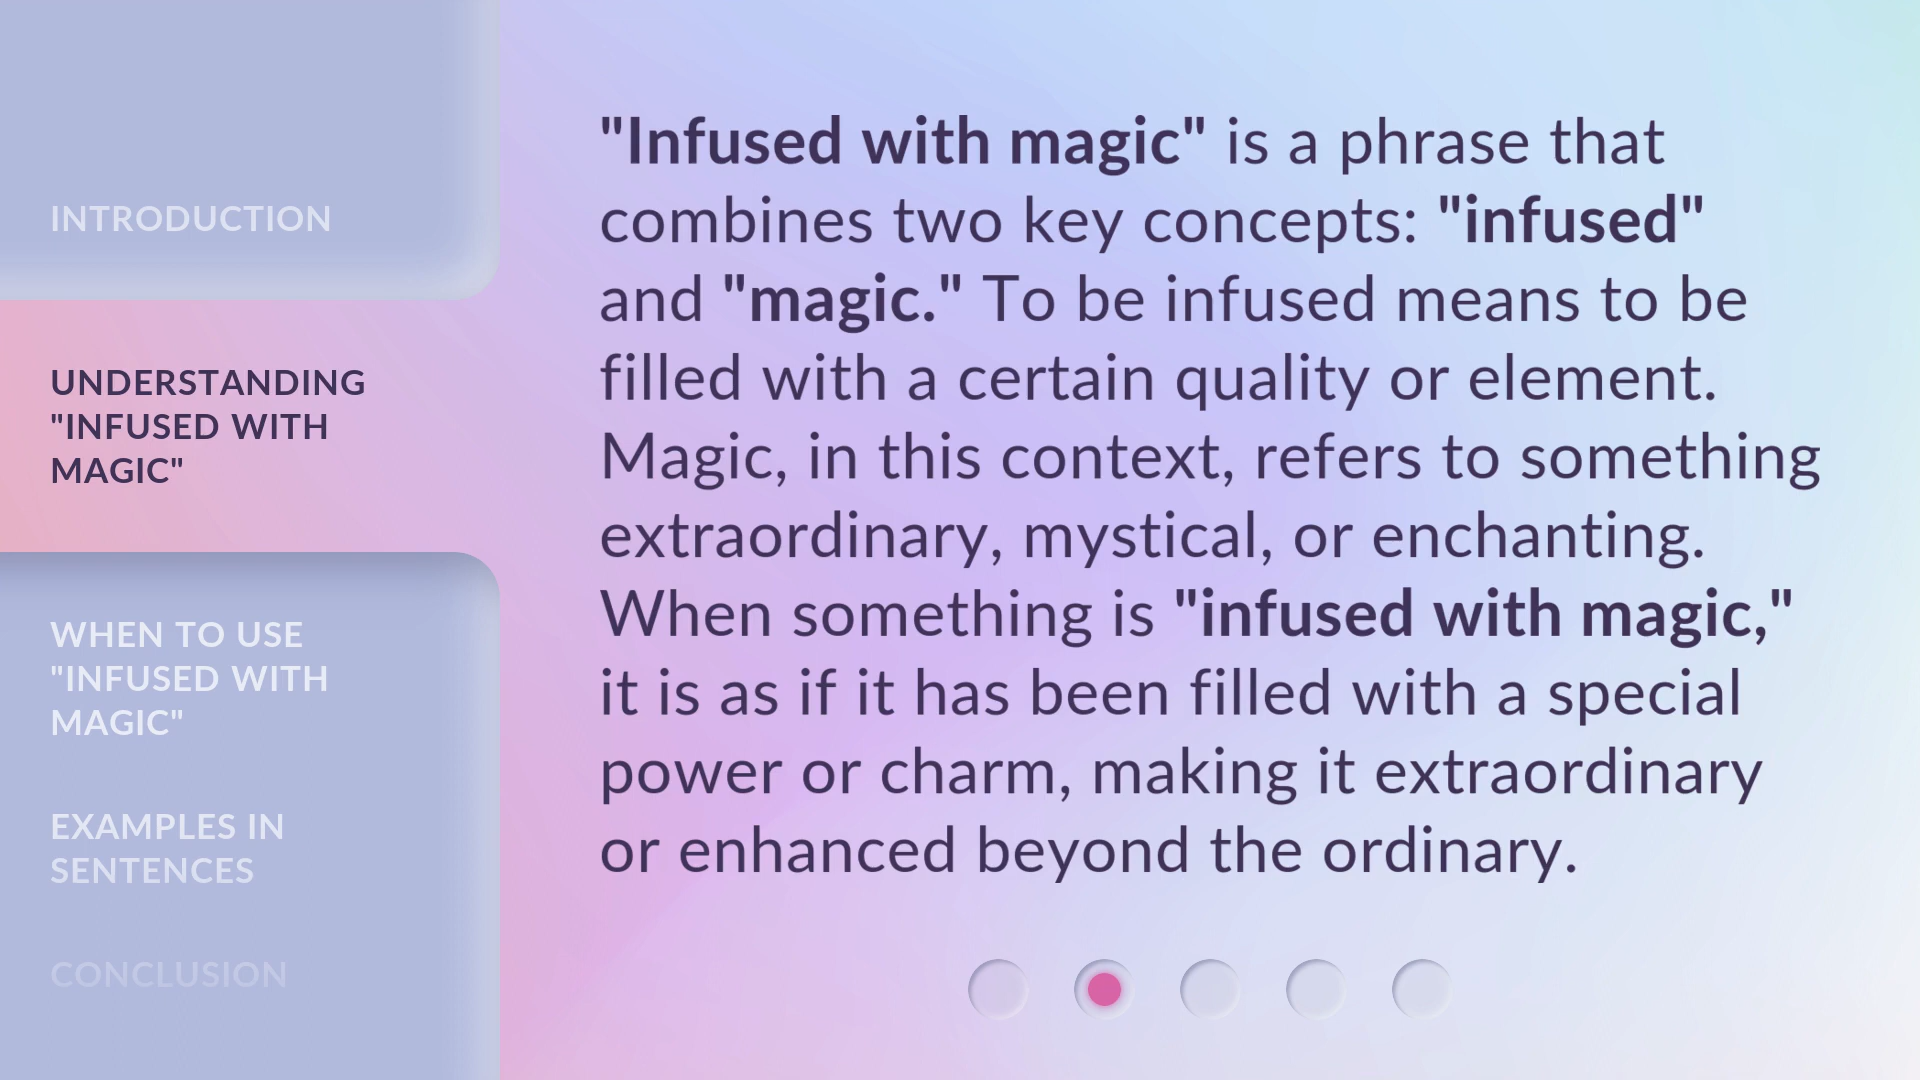 INTRODUCTION
UNDERSTANDING
"INFUSED WITH
MAGIC"
WHEN TO USE
"INFUSED WITH
MAGIC"
EXAMPLES IN
SENTENCES
CONCLUSION
"Infused with magic" is a phrase that
combines two key concepts: "infused"
and "magic." To be infused means to be
filled with a certain quality or element.
Magic, in this context, refers to something
extraordinary, mystical, or enchanting.
When something is "infused with magic,"
it is as if it has been filled with a special
power or charm, making it extraordinary
or enhanced beyond the ordinary.